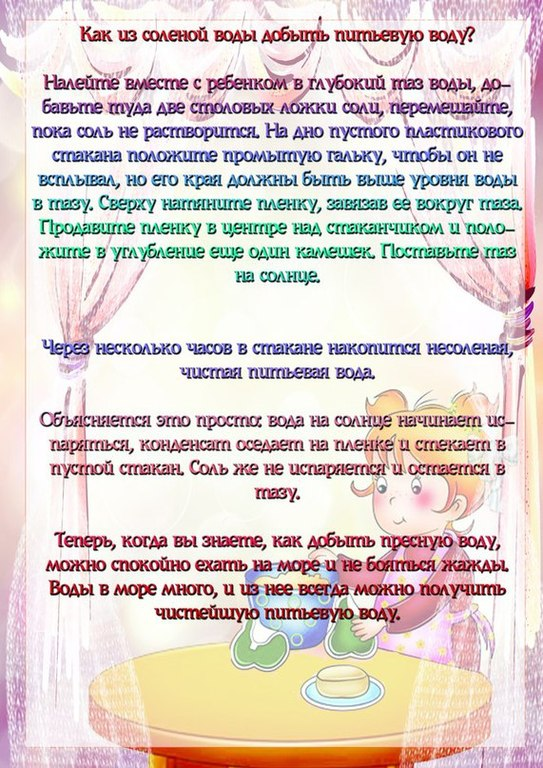 Как из соленой воды добыть питьевую воду?
Налейте вместе с ребенком в глубокий таз воды, до-
бавьте туда две столовых ложки соли, перемешайте,
пока соль не растворится. На дно пустого пластикового
стакана положите промытую гальку, чтобы он не
всплывал, но его края должны быть выше уровня воды
в тазу. Сверху натяните пленку, завязав ее вокруг таза.
Продавите пленку в центре над стаканчиком и поло-
жите в углубление еще один камешек. Поставьте таз
на солнце.
Через несколько часов в стакане накопится несоленая,
чистая питьевая вода.
Объясняется это просто: вода на солнце начинает ис-
паряться, конденсат оседает на пленке и стекает в
пустой стакан. Соль же не испаряется и остается в
тазу.
Теперь, когда вы знаете, как добыть пресную воду,
можно спокойно ехать на море и не бояться жажды.
Воды в море много, и из нее всегда можно получить
чистейшую питьевую воду.